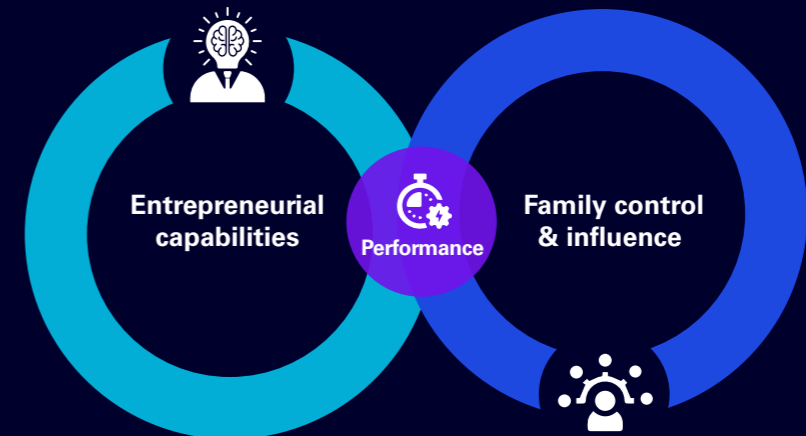 Entrepreneurial
capabilities
Performance
Family control
& influence